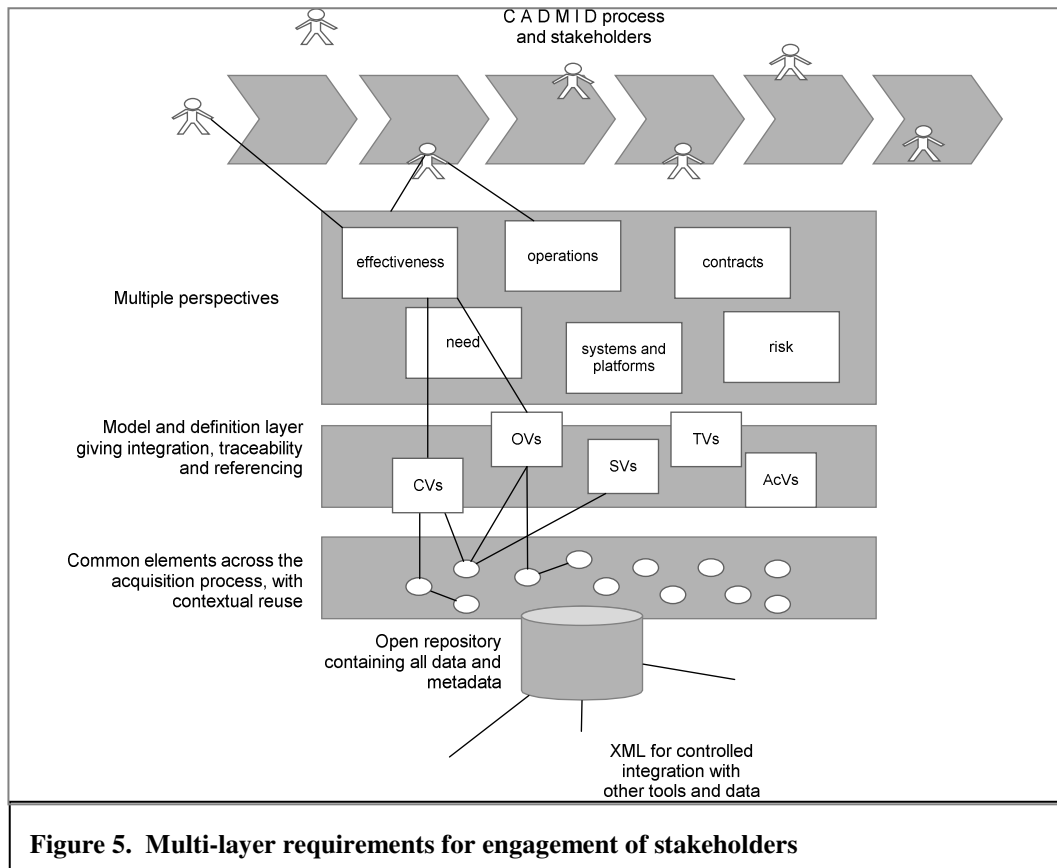 C A D M I D process
and stakeholders
effectiveness
operations
contracts
Multiple perspectives
need
systems and
platforms
risk
Model and definition layer
giving integration, traceability
and referencing
OVs
TVs
SVs
CVs
AcVs
Common elements across the
acquisition process, with
contextual reuse
Open repository
containing all data and
metadata
XML for controlled
integration with
other tools and data
Figure 5. Multi-layer requirements for engagement of stakeholders